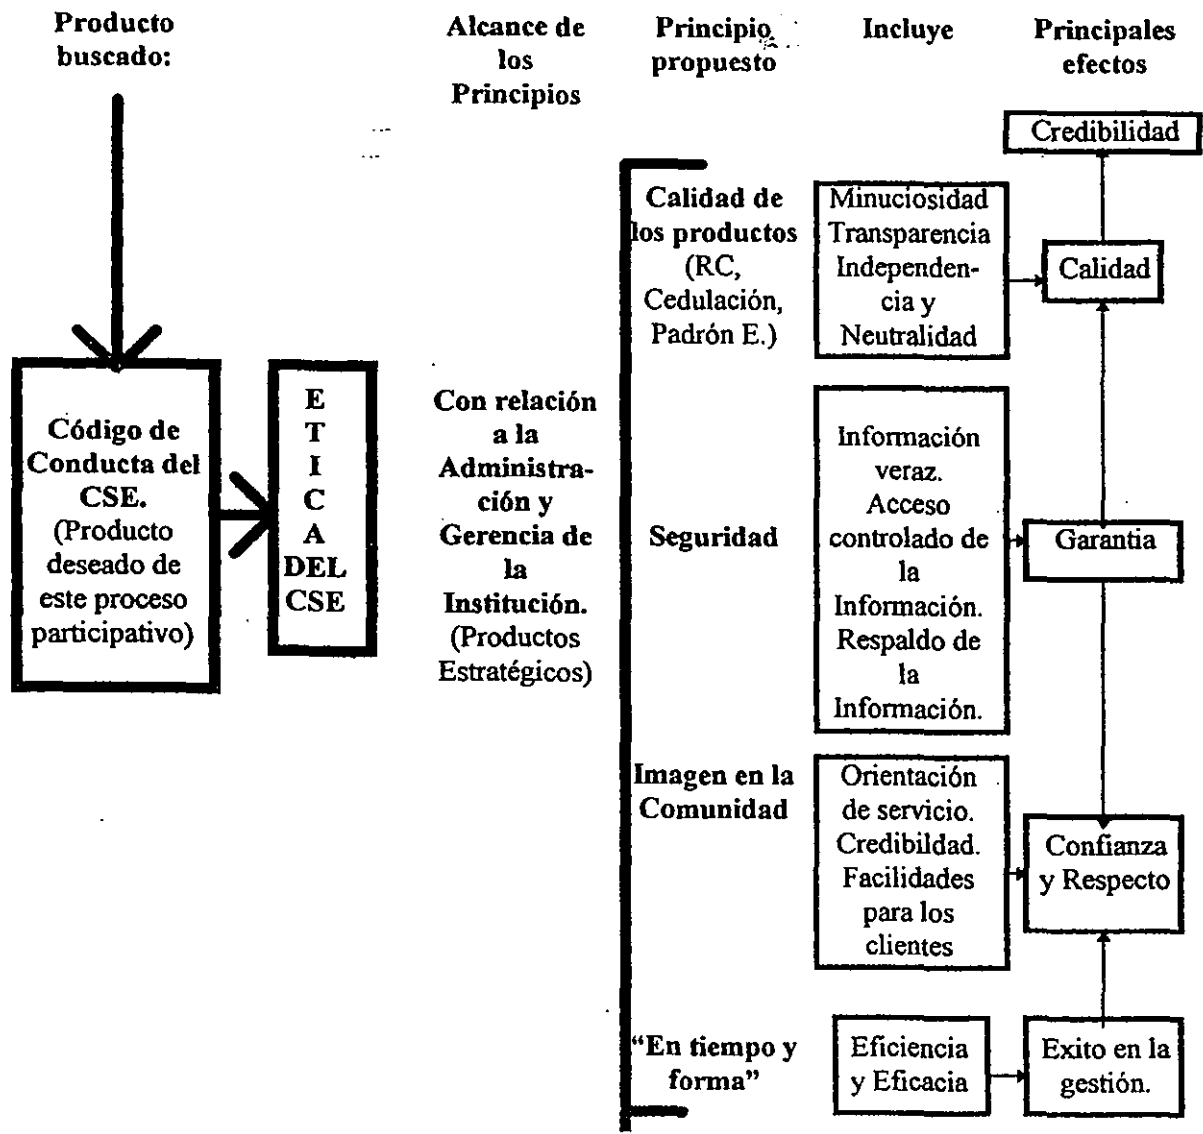 Producto
buscado:
Alcance de
los
Principios
Principio
propuesto
Incluye
Principales
efectos
Código de
Conducta del
CSE.
(Producto
deseado de
este proceso
participativo)
E
T
I
C
A
DEL
CSE
Con relación
a la
Administra-
ción y
Gerencia de
la
Institución.
(Productos
Estratégicos)
Calidad de
los productos
(RC,
Cedulación,
Padrón E.)
Minuciosidad
Transparencia
Independen-
cia y
Neutralidad
Credibilidad
Calidad
Seguridad
Información
veraz.
Acceso
controlado de
la
Información.
Respaldo de
la
Información.
Garantia
Imagen en la
Comunidad
Orientación
de servicio.
Credibildad.
Facilidades
para los
clientes
Confianza
y Respecto
“En tiempo y
forma”
Eficiencia
y Eficacia
Exito en la
gestión.